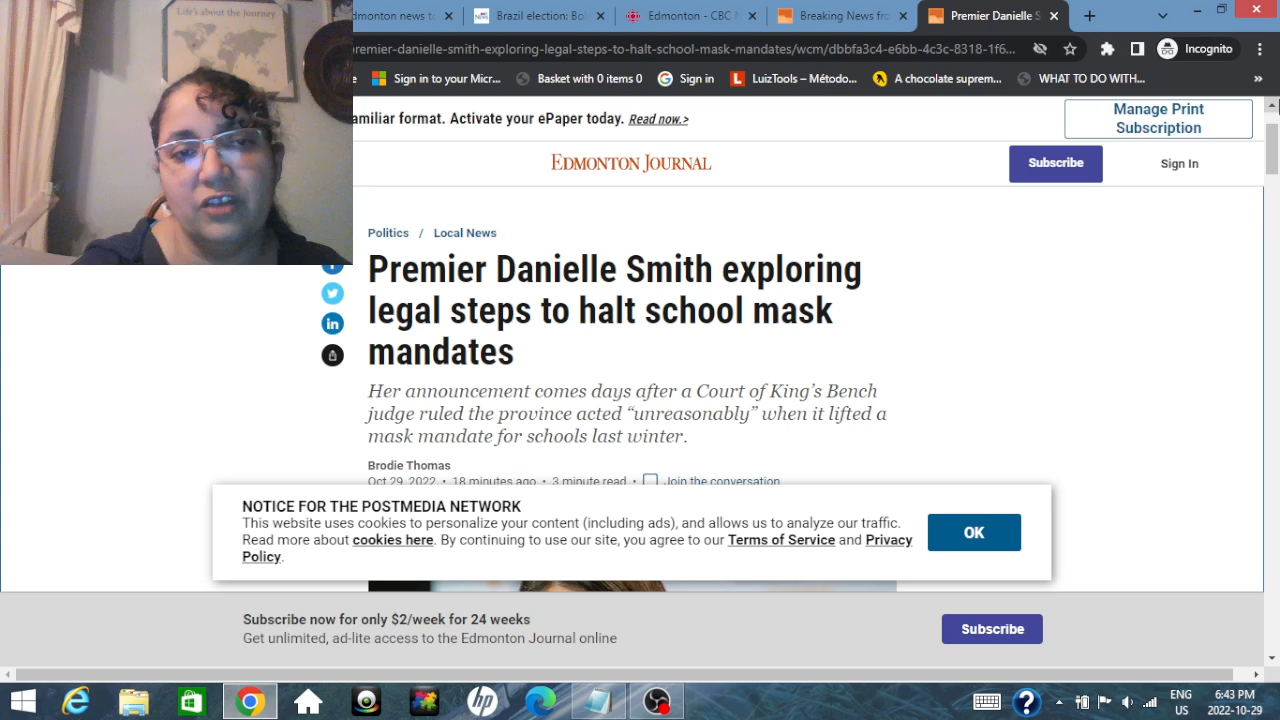 Life's about the Journey
dmonton news to
Brazil election: Bol
Edmonton - CBC N
Breaking News fro
Premier Danielle S
remier-danielle-smith-exploring-legal-steps-to-halt-school-mask-mandates/wcm/dbbfa3c4-e6bb-4c3c-8318-1f6...
Incognito
e
Sign in to your Micr...
Basket with 0 items 0
Sign in
LuizTools – Método...
A chocolate suprem...
WHAT TO DO WITH...
amiliar format. Activate your ePaper today. Read now.>
Manage Print
Subscription
EDMONTON JOURNAL
Subscribe
Sign In
Politics / Local News
Premier Danielle Smith exploring
legal steps to halt school mask
mandates
Her announcement comes days after a Court of King's Bench
judge ruled the province acted “unreasonably” when it lifted a
mask mandate for schools last winter.
Brodie Thomas
Oct 29, 2022 • 18 minutes ago • 3 minute read • Join the conversation
NOTICE FOR THE POSTMEDIA NETWORK
This website uses cookies to personalize your content (including ads), and allows us to analyze our traffic.
Read more about cookies here. By continuing to use our site, you agree to our Terms of Service and Privacy
Policy.
OK
Subscribe now for only $2/week for 24 weeks
Get unlimited, ad-lite access to the Edmonton Journal online
Subscribe
ENG
US
6:43 PM
2022-10-29